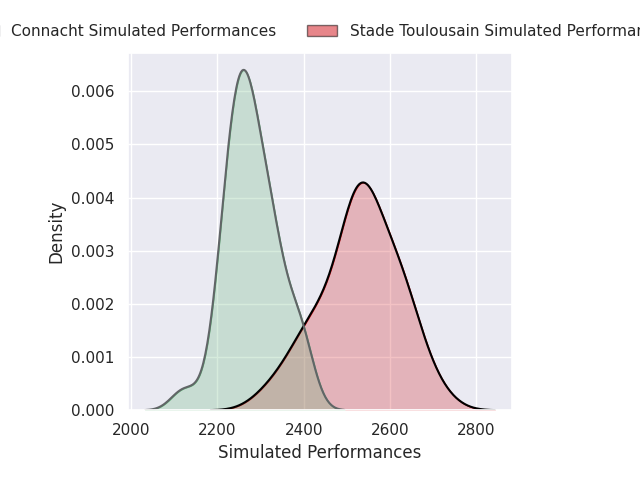 Connacht Simulated Performances
Stade Toulousain Simulated
0.006
0.005
0.004
0.003
0.002
0.001
0.000
Density
2000 2200 2400 2600 2800
Simulated Performances